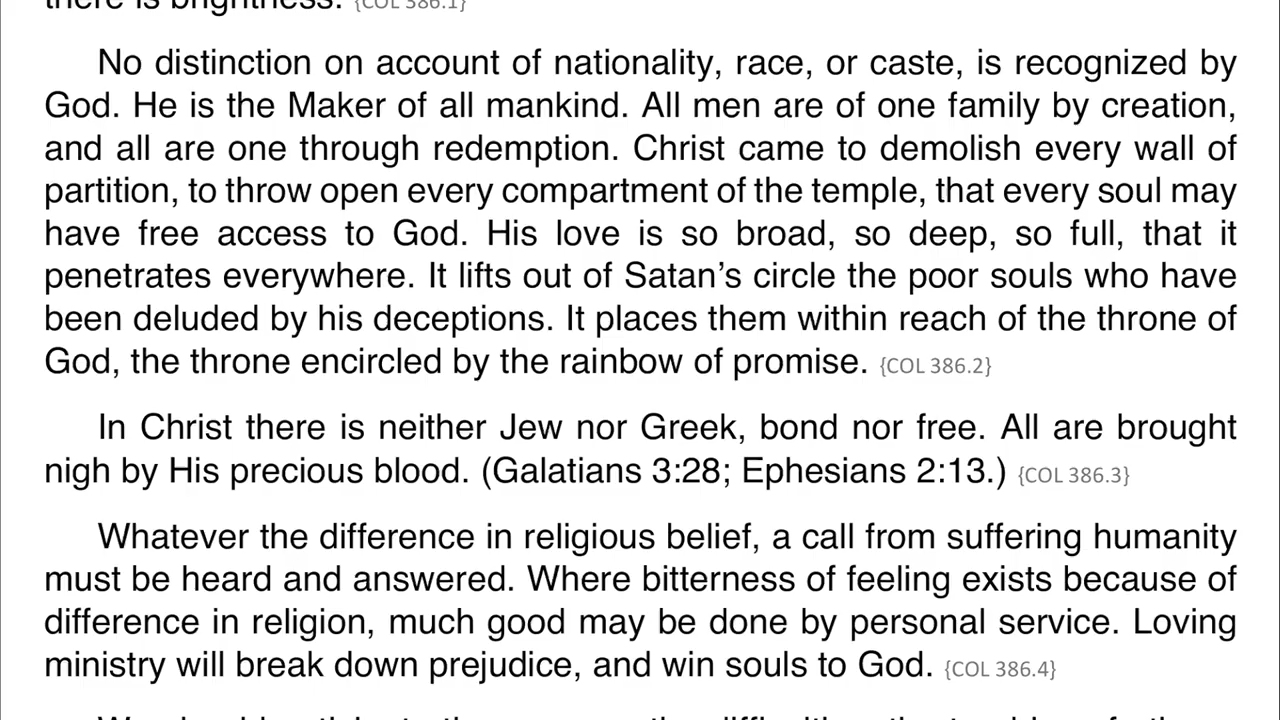 there is brightness. {COL 386.1}
No distinction on account of nationality, race, or caste, is recognized by
God. He is the Maker of all mankind. All men are of one family by creation,
and all are one through redemption. Christ came to demolish every wall of
partition, to throw open every compartment of the temple, that every soul may
have free access to God. His love is so broad, so deep, so full, that it
penetrates everywhere. It lifts out of Satan’s circle the poor souls who have
been deluded by his deceptions. It places them within reach of the throne of
God, the throne encircled by the rainbow of promise. {COL 386.2}
In Christ there is neither Jew nor Greek, bond nor free. All are brought
nigh by His precious blood. (Galatians 3:28; Ephesians 2:13.) {COL 386.3}
Whatever the difference in religious belief, a call from suffering humanity
must be heard and answered. Where bitterness of feeling exists because of
difference in religion, much good may be done by personal service. Loving
ministry will break down prejudice, and win souls to God. {COL 386.4}